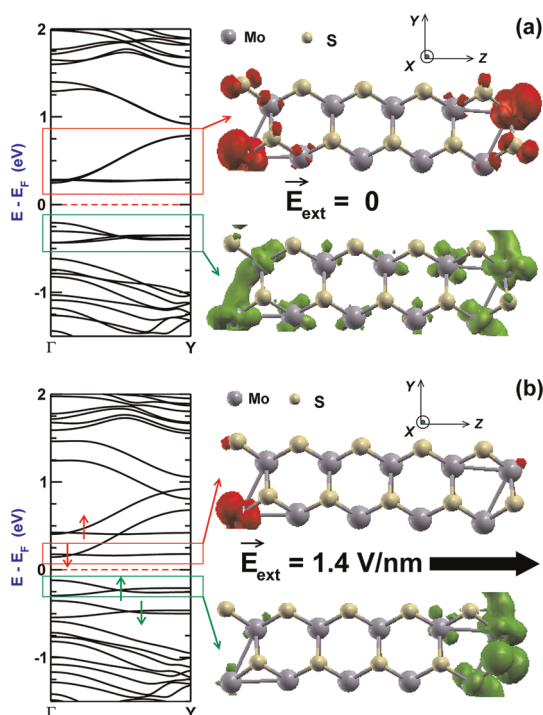 (a)
Mo
S
Y
X
Z
2
1
0
-1
E - E_F (eV)
E_ext = 0
Γ
Y
(b)
Mo
S
Y
X
Z
2
1
0
-1
E - E_F (eV)
E_ext = 1.4 V/nm
Γ
Y